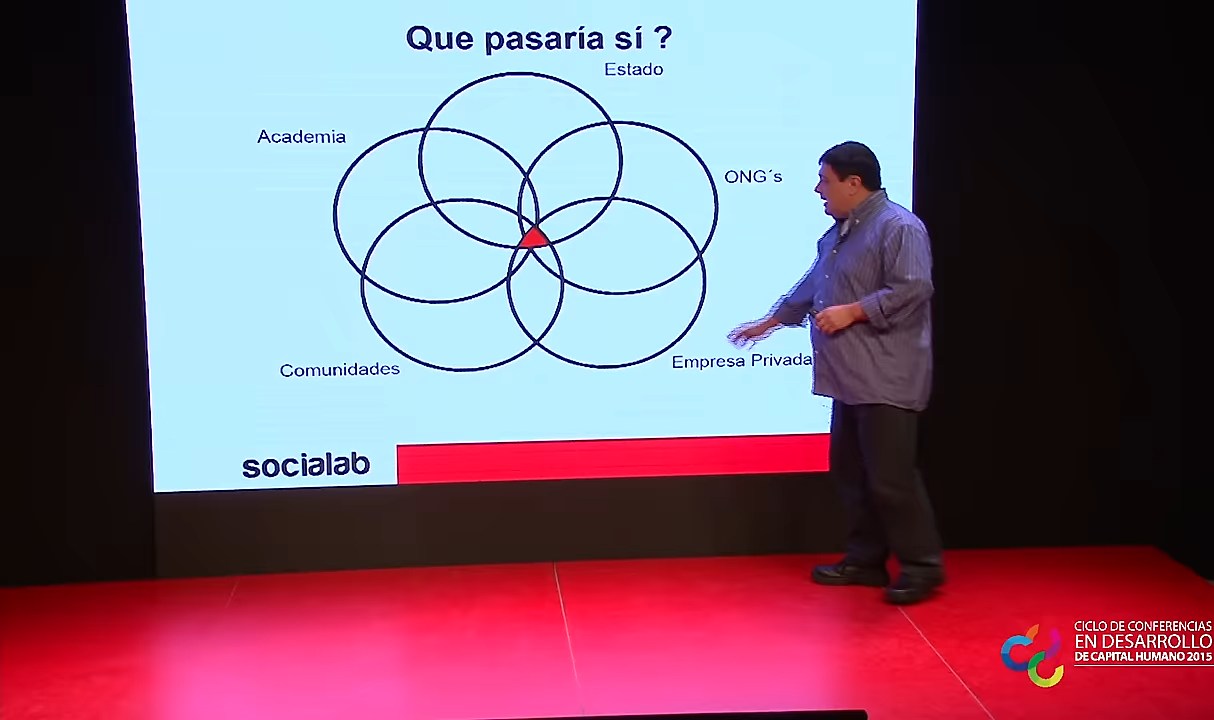 Que pasaría sí ?
Estado
Academia
ONG´s
Empresa Privada
Comunidades
socialab
CICLO DE CONFERENCIAS
EN DESARROLLO
DE CAPITAL HUMANO 2015